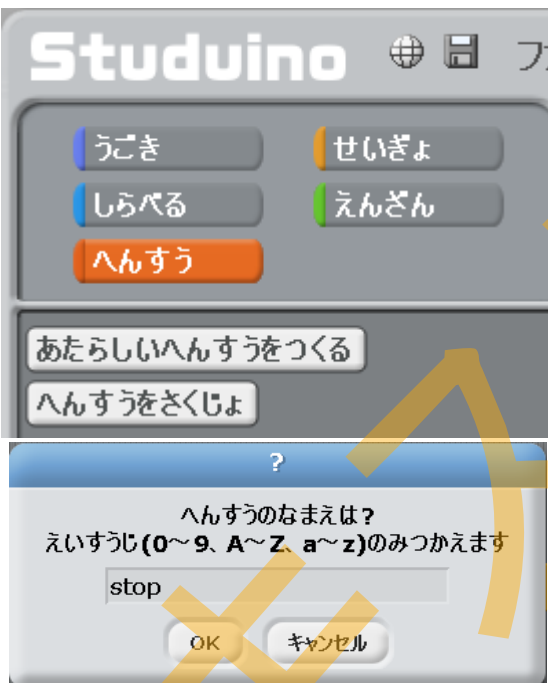 Studuino
うごき
せいぎょ
しらべる
えんざん
へんすう
あたらしいへんすうをつくる
へんすうをさくじょ
?
へんすうのなまえは?
えいすうじ(0～9、A～Z、a～z)のみつかえます
stop
OK キャンセル